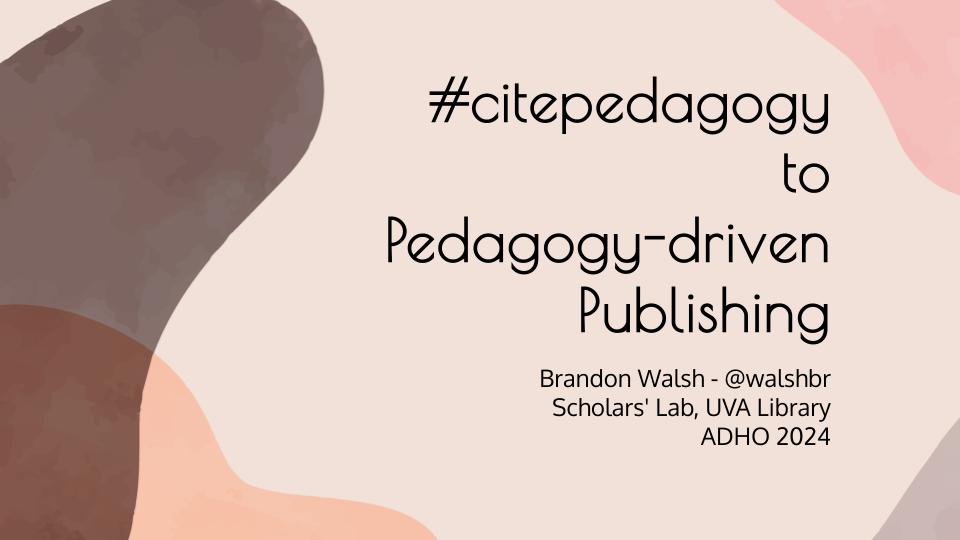 #citepedagogy
to
Pedagogy-driven
Publishing
Brandon Walsh - @walshbr
Scholars' Lab, UVA Library
ADHO 2024